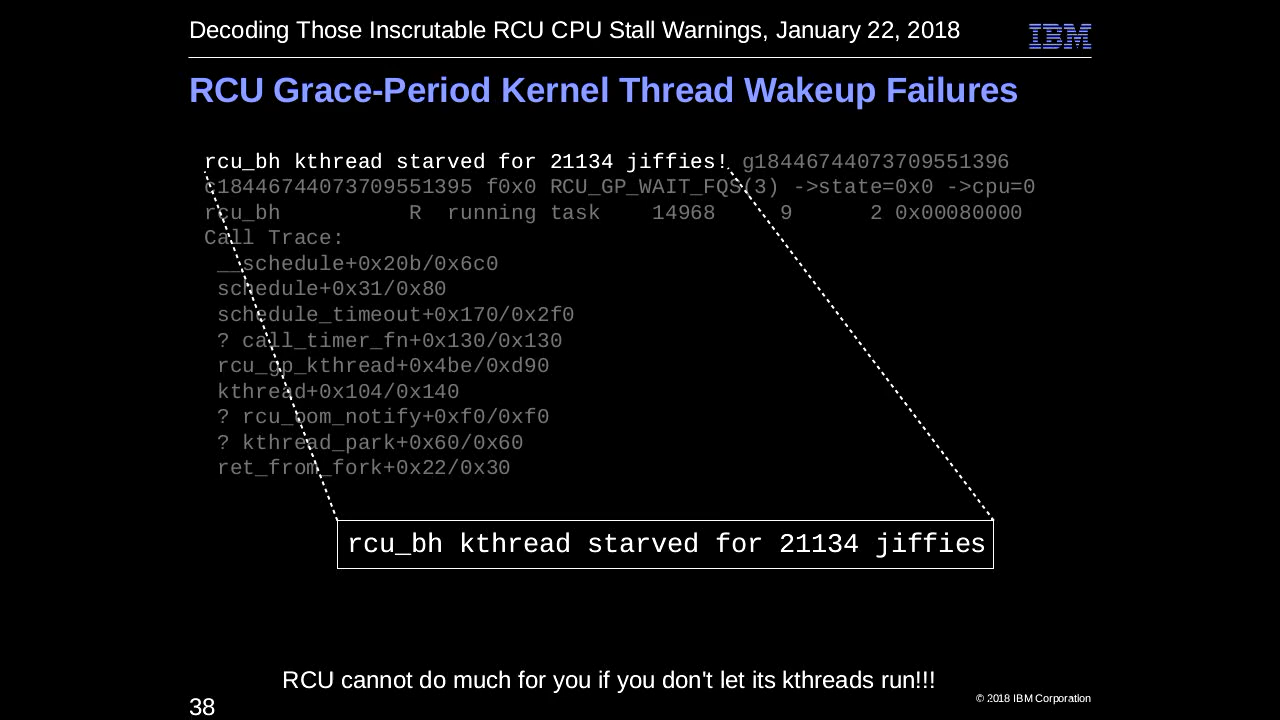 Decoding Those Inscrutable RCU CPU Stall Warnings, January 22, 2018
IBM
RCU Grace-Period Kernel Thread Wakeup Failures
rcu_bh kthread starved for 21134 jiffies! g18446744073709551396
c18446744073709551395 f0x0 RCU_GP_WAIT_FQS(3) ->state=0x0 ->cpu=0
rcu_bh          R  running task    14968     9      2 0x00080000
Call Trace:
 __schedule+0x20b/0x6c0
 schedule+0x31/0x80
 schedule_timeout+0x170/0x2f0
 ? call_timer_fn+0x130/0x130
 rcu_gp_kthread+0x4be/0xd90
 kthread+0x104/0x140
 ? rcu_oom_notify+0xf0/0xf0
 ? kthread_park+0x60/0x60
 ret_from_fork+0x22/0x30
rcu_bh kthread starved for 21134 jiffies
RCU cannot do much for you if you don't let its kthreads run!!!
38
© 2018 IBM Corporation